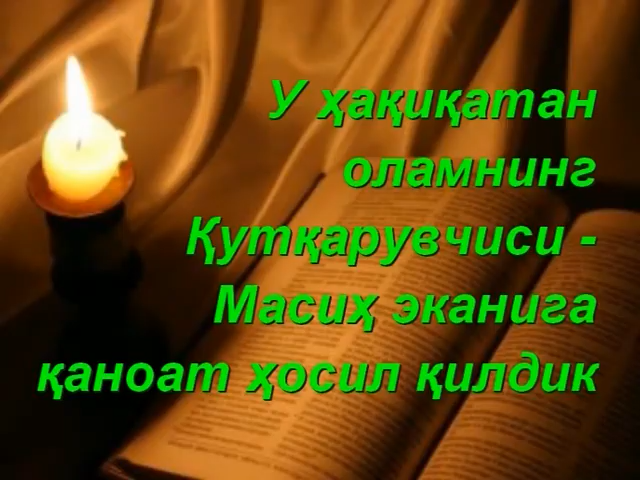 У ҳақиқатан
оламнинг
Қутқарувчиси -
Масиҳ эканига
қаноат ҳосил қилдик